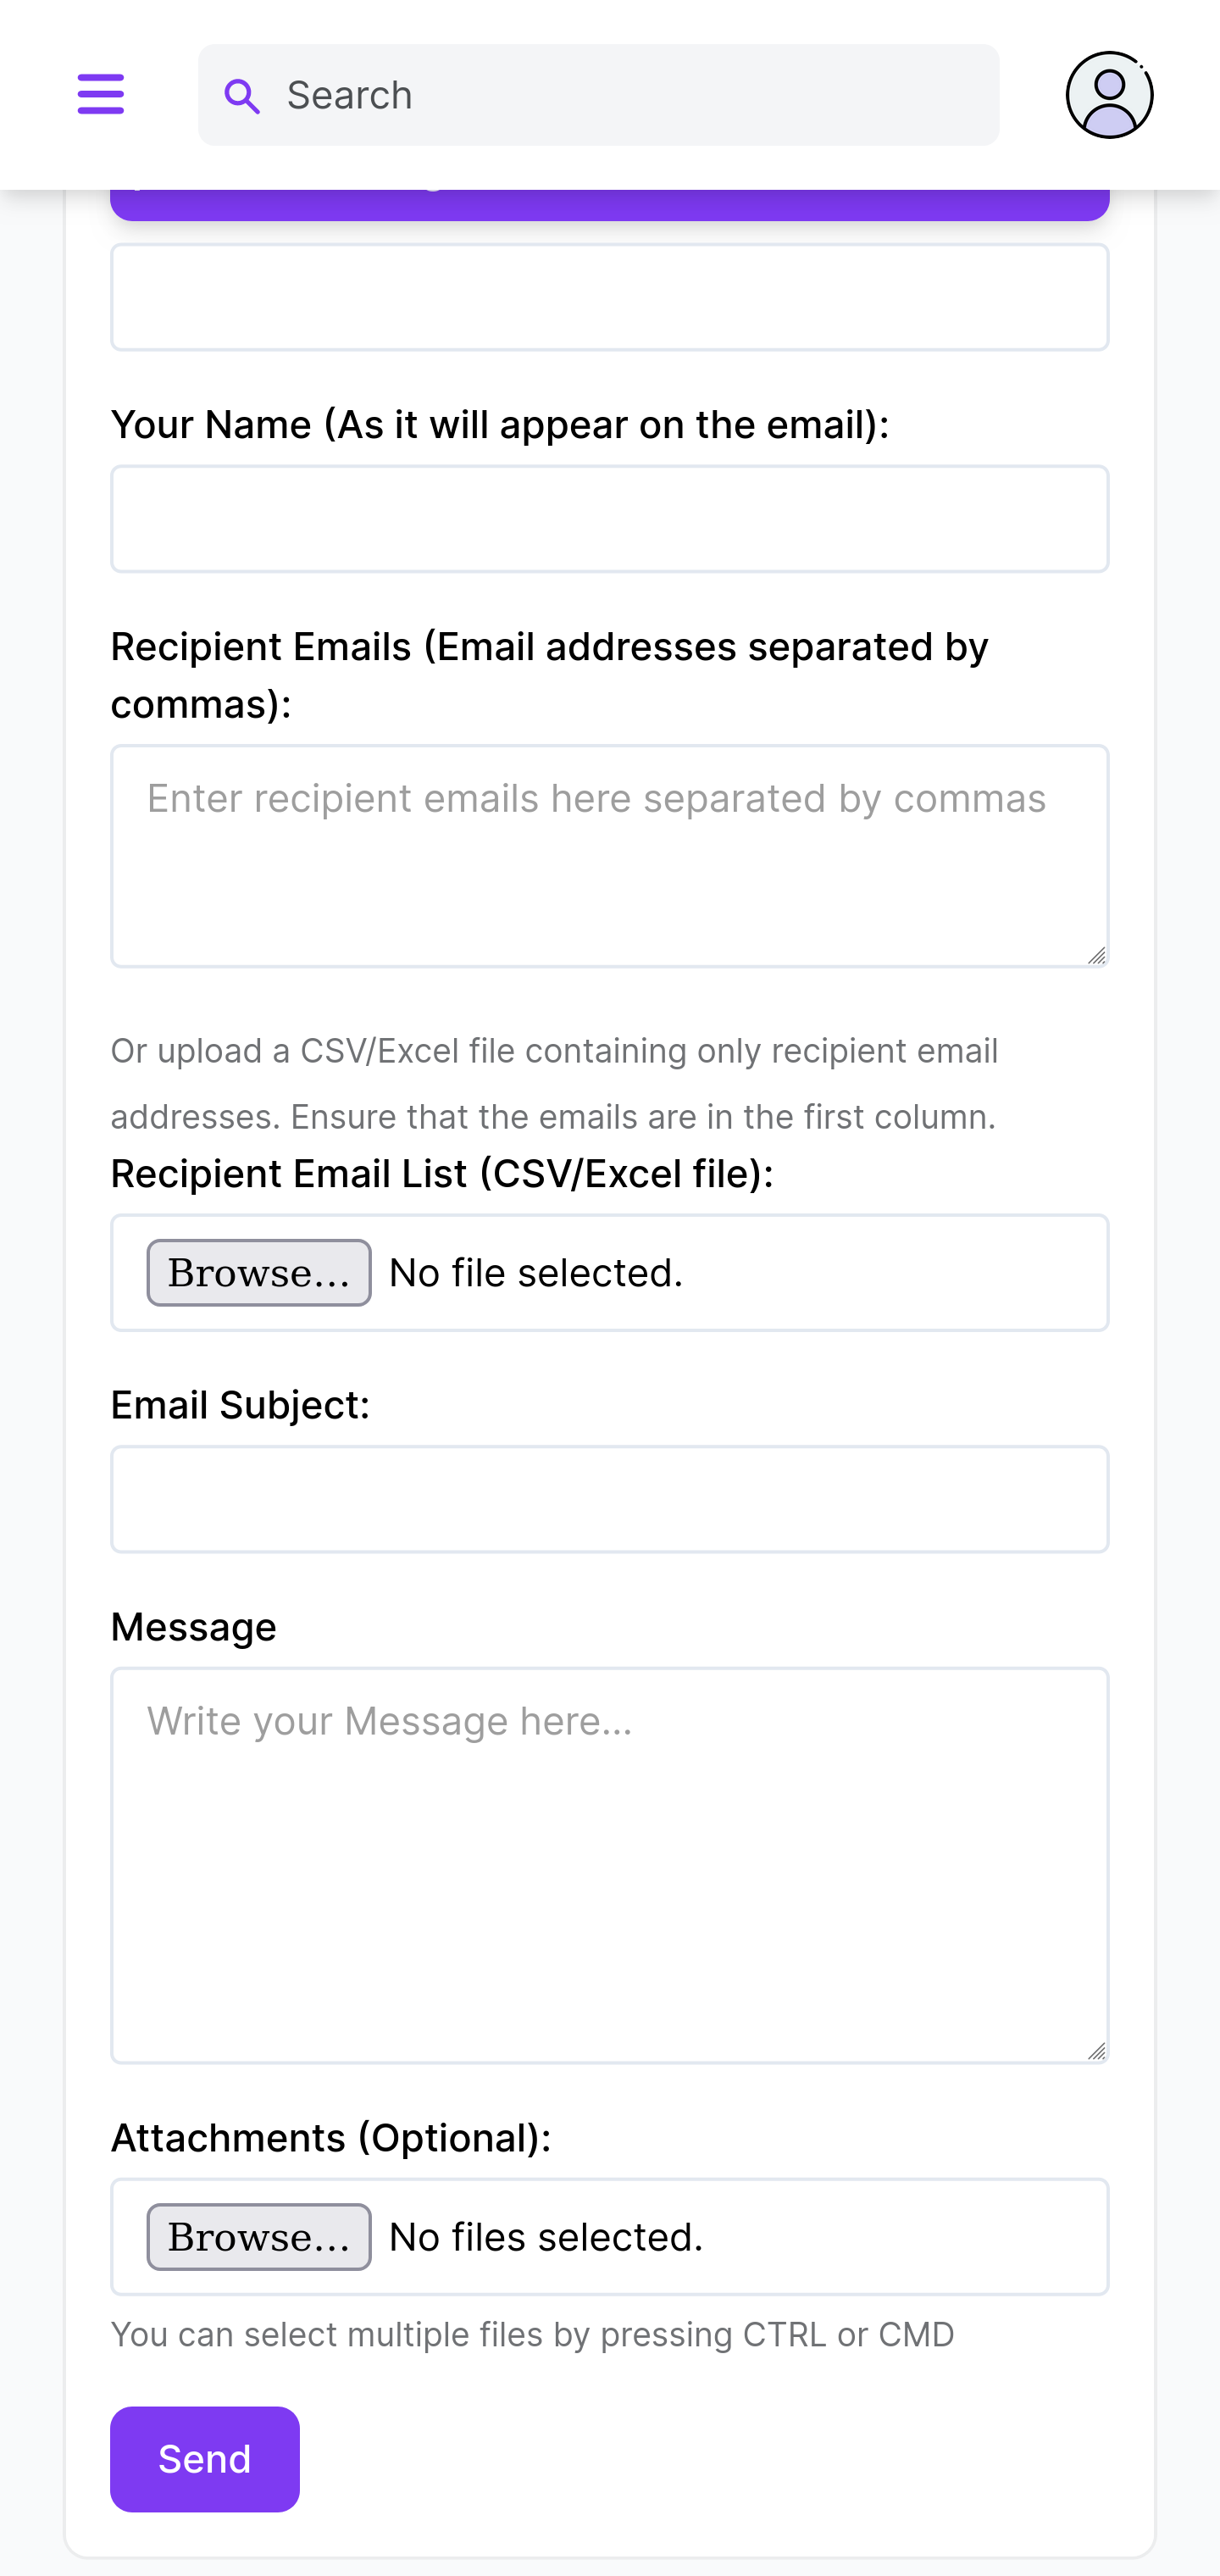 Search
Your Name (As it will appear on the email):
Recipient Emails (Email addresses separated by
commas):
Enter recipient emails here separated by commas
Or upload a CSV/Excel file containing only recipient email
addresses. Ensure that the emails are in the first column.
Recipient Email List (CSV/Excel file):
Browse... No file selected.
Email Subject:
Message
Write your Message here...
Attachments (Optional):
Browse... No files selected.
You can select multiple files by pressing CTRL or CMD
Send